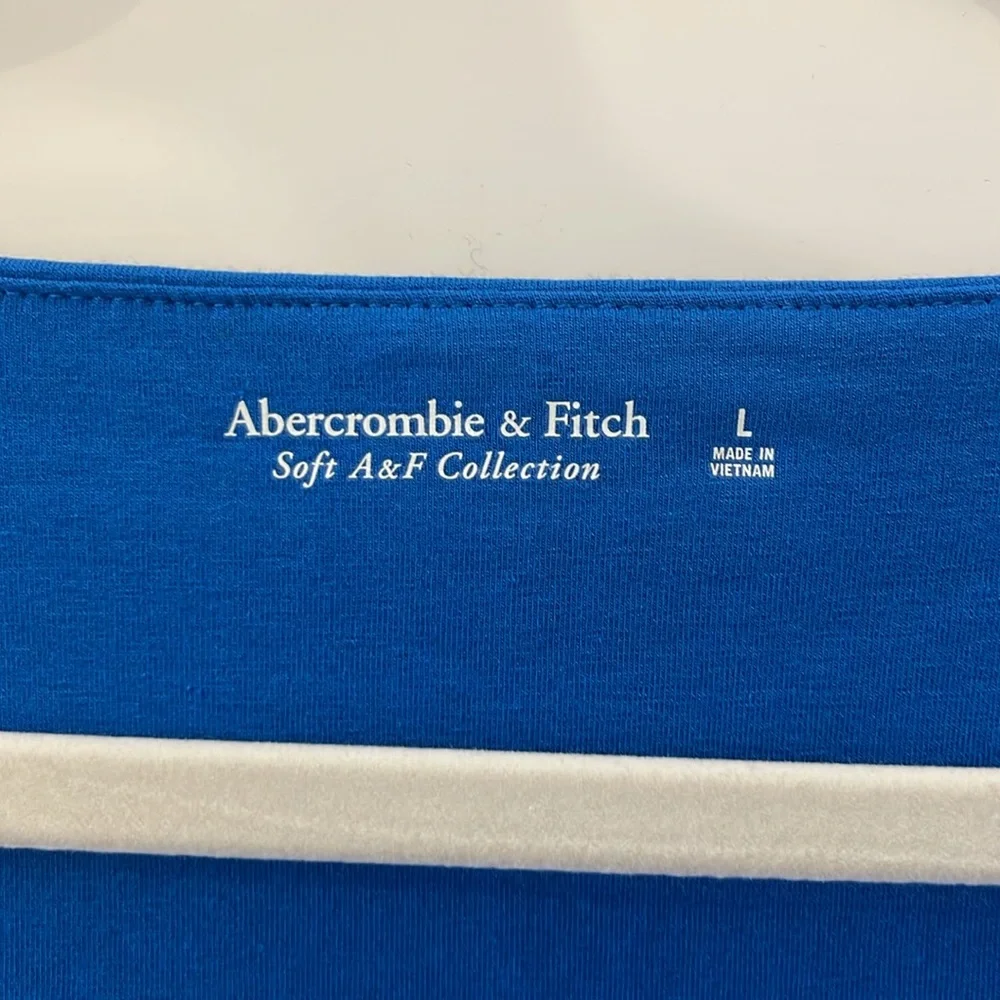 Abercrombie & Fitch
Soft A&F Collection
L
MADE IN
VIETNAM